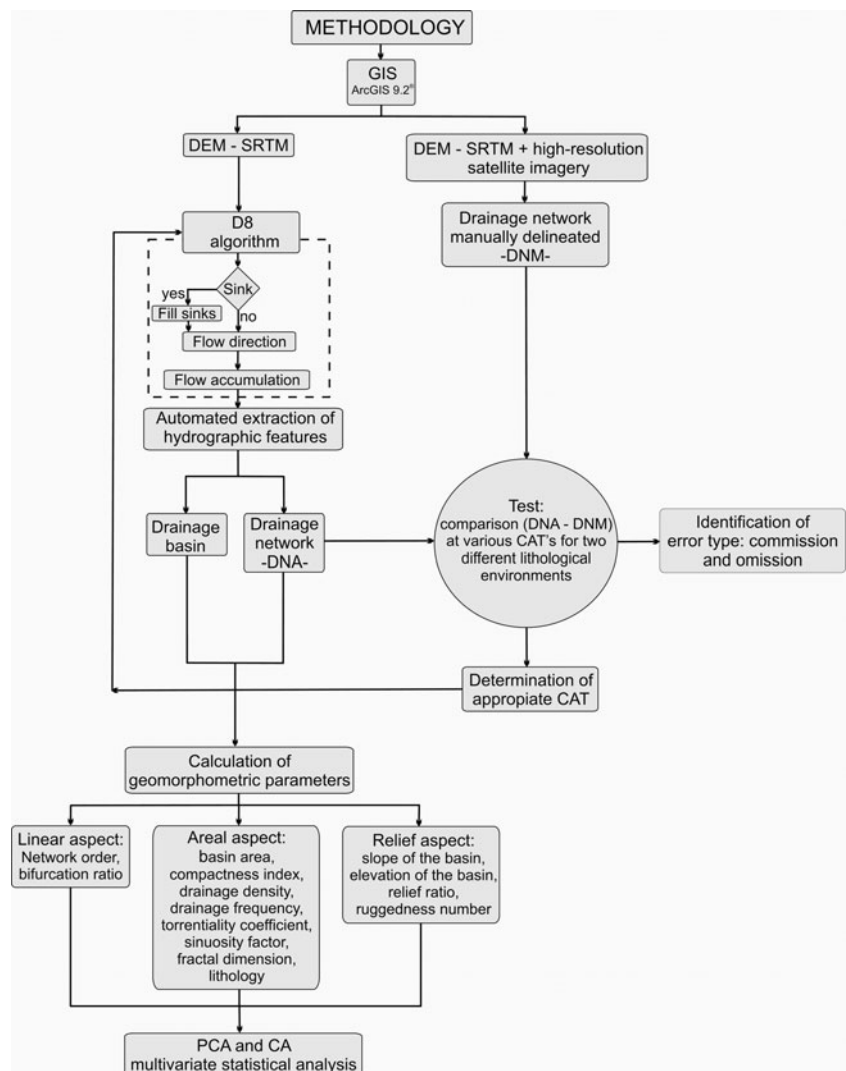 METHODOLOGY
GIS
ArcGIS 9.2®
DEM - SRTM
DEM - SRTM + high-resolution
satellite imagery
D8
algorithm
Drainage network
manually delineated
-DNM-
Sink
yes
no
Fill sinks
Flow direction
Flow accumulation
Automated extraction of
hydrographic features
Drainage
basin
Drainage
network
-DNA-
Test:
comparison (DNA - DNM)
at various CAT's for two
different lithological
environments
Identification of
error type: commission
and omission
Determination of
appropiate CAT
Calculation of
geomorphometric parameters
Linear aspect:
Network order,
bifurcation ratio
Areal aspect:
basin area,
compactness index,
drainage density,
drainage frequency,
torrentiality coefficient,
sinuosity factor,
fractal dimension,
lithology
Relief aspect:
slope of the basin,
elevation of the basin,
relief ratio,
ruggedness number
PCA and CA
multivariate statistical analysis